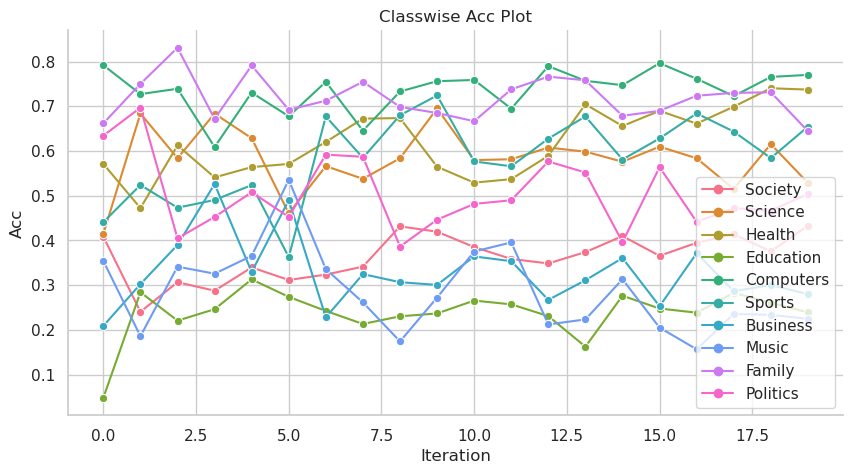 Classwise Acc Plot
Acc
0.8
0.7
0.6
0.5
0.4
0.3
0.2
0.1
0.0 2.5 5.0 7.5 10.0 12.5 15.0 17.5
Iteration
Society
Science
Health
Education
Computers
Sports
Business
Music
Family
Politics